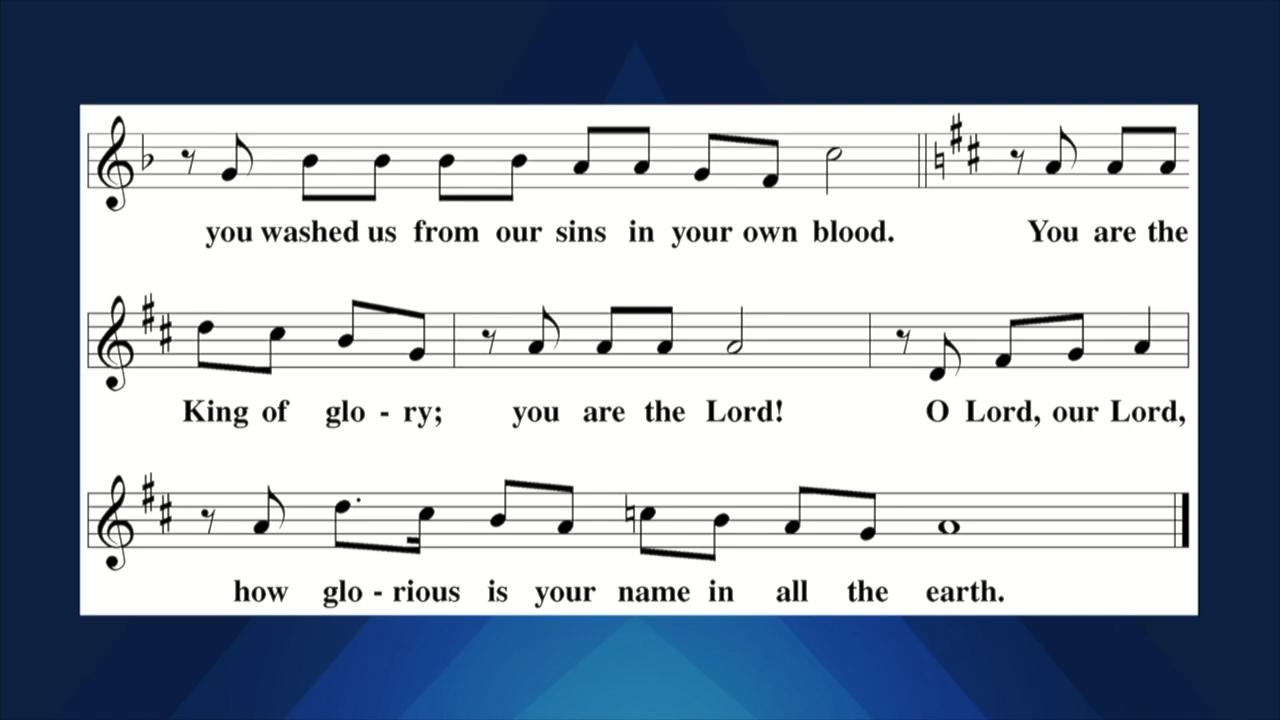 you washed us from our sins in your own blood. You are the
King of glo - ry; you are the Lord! O Lord, our Lord,
how glo - rious is your name in all the earth.